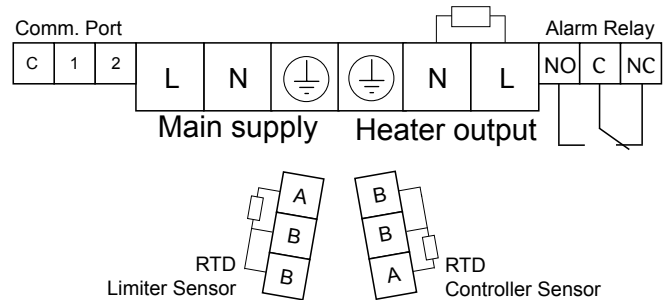 Comm. Port
Alarm Relay
C 1 2 L N N L NO C NC
Main supply
Heater output
A
B
B
RTD
Limiter Sensor
B
B
A
RTD
Controller Sensor